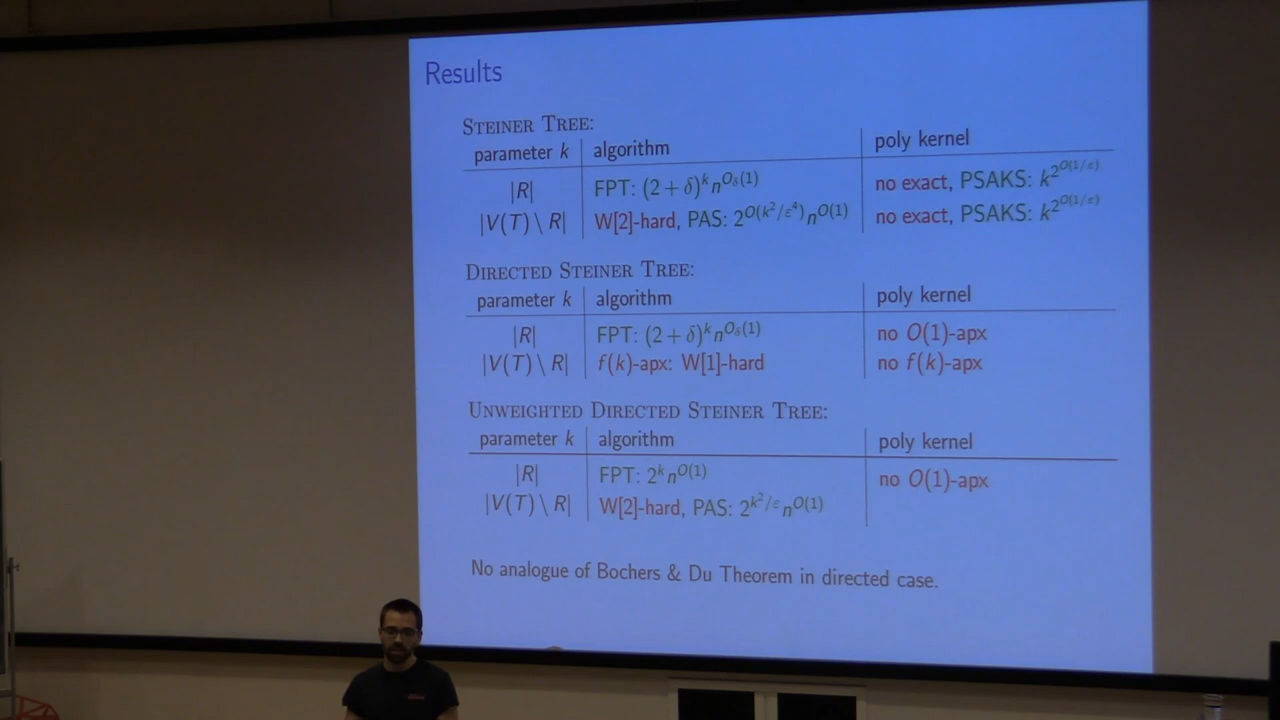 Results
STEINER TREE:
parameter k | algorithm | poly kernel
|R| | FPT: (2 + δ)^k n^{O_δ(1)} | no exact, PSAKS: k^{2^{O(1/ε)}}
|V(T) \ R| | W[2]-hard, PAS: 2^{O(k^2/ε^4)} n^{O(1)} | no exact, PSAKS: k^{2^{O(1/ε)}}
DIRECTED STEINER TREE:
parameter k | algorithm | poly kernel
|R| | FPT: (2 + δ)^k n^{O_δ(1)} | no O(1)-apx
|V(T) \ R| | f(k)-apx: W[1]-hard | no f(k)-apx
UNWEIGHTED DIRECTED STEINER TREE:
parameter k | algorithm | poly kernel
|R| | FPT: 2^k n^{O(1)} | no O(1)-apx
|V(T) \ R| | W[2]-hard, PAS: 2^{k^2/ε} n^{O(1)}
No analogue of Bochers & Du Theorem in directed case.